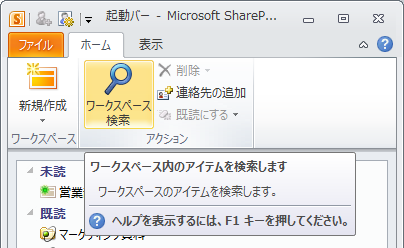 起動バー - Microsoft ShareP...
ファイル ホーム 表示
新規作成
ワークスペース
ワークスペース
検索
削除
連絡先の追加
既読にする
アクション
未読
営業
既読
ワークスペース内のアイテムを検索します
ワークスペースのアイテムを検索します。
ヘルプを表示するには、F1 キーを押してください。